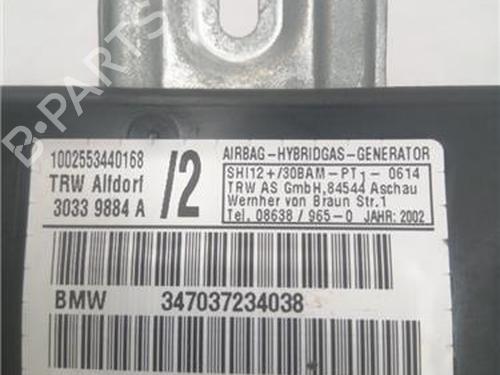 1002553440168
TRW Alfdorf
3033 9884 A
/2
AIRBAG-HYBRIDGAS-GENERATOR
SHI12+/30BAM-PT1- 0614
TRW AS GmbH,84544 Aschau
Wernher von Braun Str.1
Tel. 08638/ 965-0 JAHR: 2002
BMW 347037234038
B-PARTS